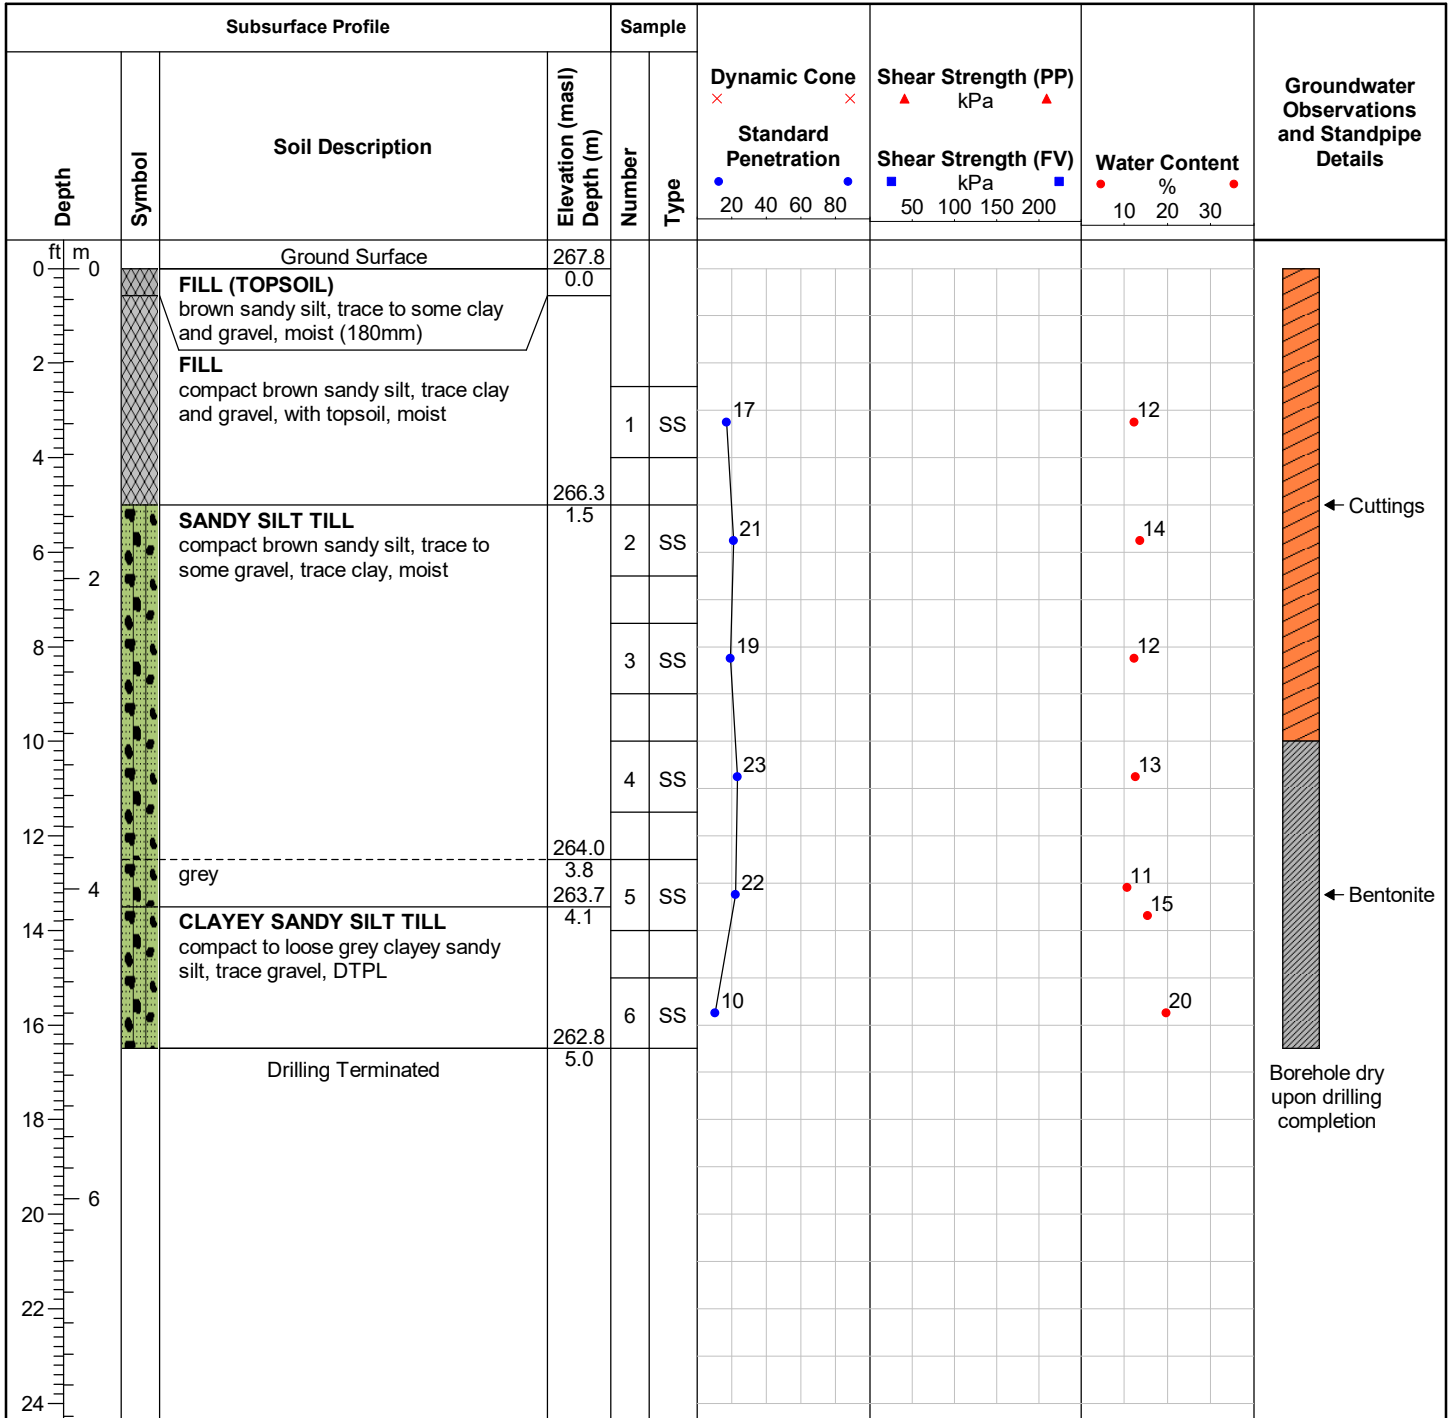 Subsurface Profile
Sample
Depth
Symbol
Soil Description
Elevation (masl)
Depth (m)
Number
Type
Dynamic Cone
Standard
Penetration
20 40 60 80
Shear Strength (PP)
kPa
Shear Strength (FV)
kPa
50 100 150 200
Water Content
%
10 20 30
Groundwater
Observations
and Standpipe
Details
ft m
Ground Surface
267.8
0 0
0.0
FILL (TOPSOIL)
brown sandy silt, trace to some clay
and gravel, moist (180mm)
2
FILL
compact brown sandy silt, trace clay
and gravel, with topsoil, moist
1 SS
17
12
4
266.3
1.5
SANDY SILT TILL
compact brown sandy silt, trace to
some gravel, trace clay, moist
Cuttings
2 SS
21
14
6
2
8
3 SS
19
12
10
4 SS
23
13
12
264.0
3.8
grey
263.7
4
5 SS
22
11
15
Bentonite
4.1
CLAYEY SANDY SILT TILL
compact to loose grey clayey sandy
silt, trace gravel, DTPL
14
6 SS
10
20
16
262.8
5.0
Drilling Terminated
Borehole dry
upon drilling
completion
18
6
20
22
24